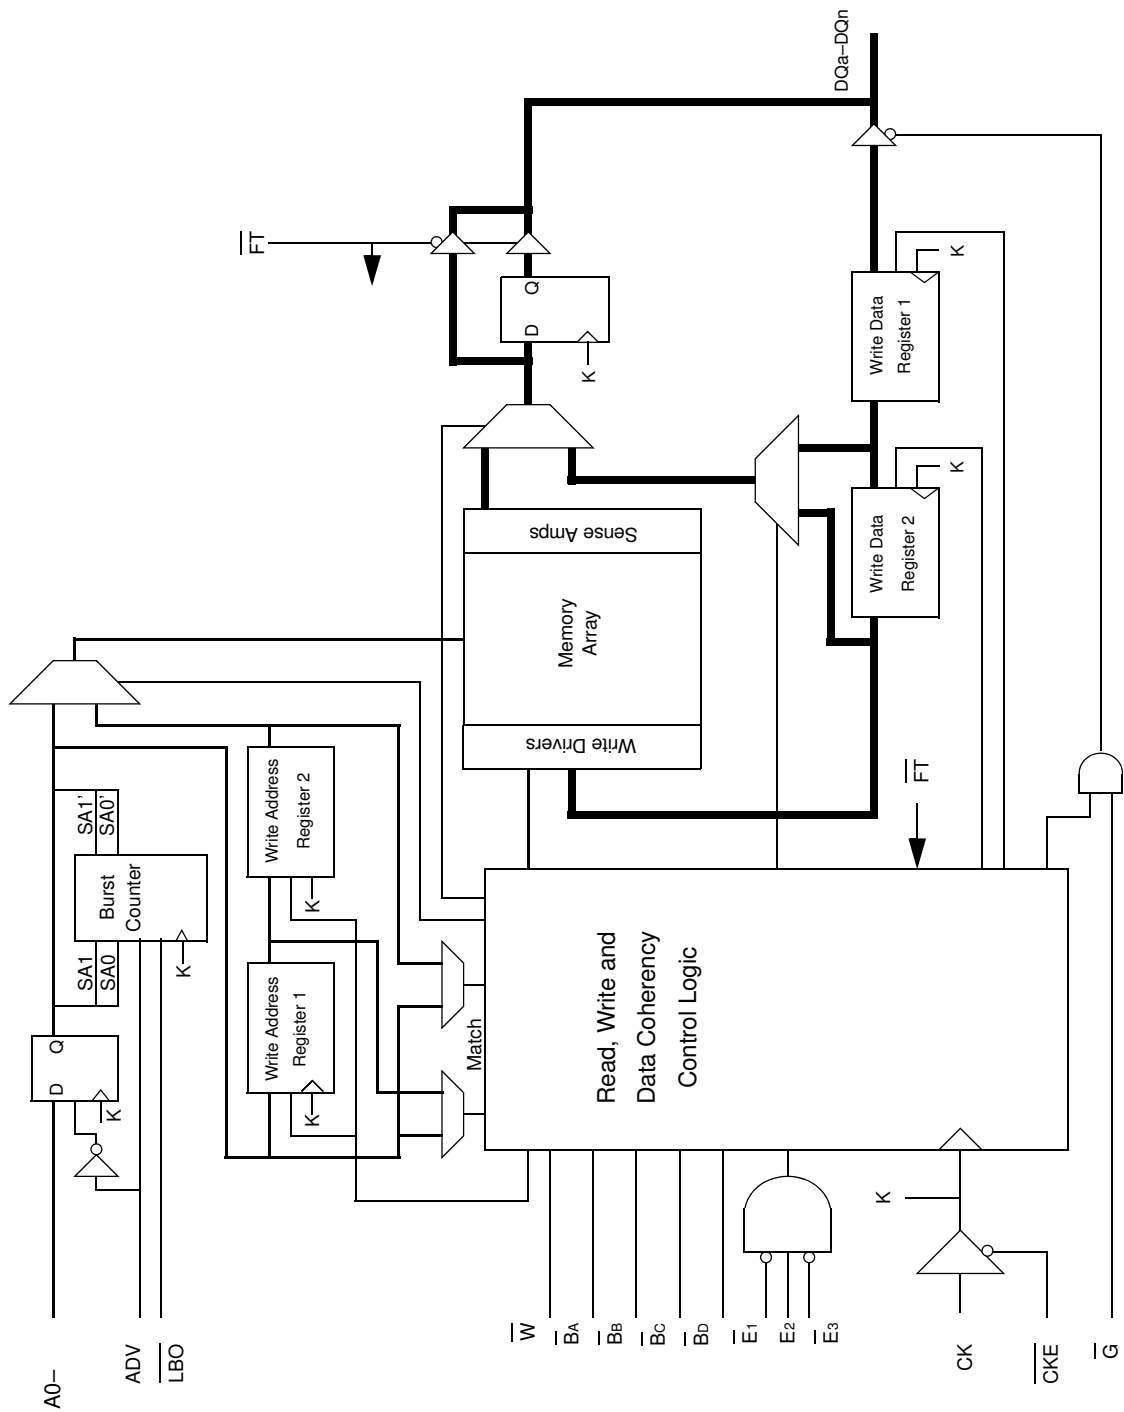 A0–
ADV
LBO
D
Q
K
SA1
SA0
Burst
Counter
K
SA1'
SA0'
Write Address
Register 1
K
Write Address
Register 2
K
Match
Write Drivers
Memory
Array
Sense Amps
D
Q
K
FT
DQa–DQn
Write Data
Register 1
K
Write Data
Register 2
K
Read, Write and
Data Coherency
Control Logic
FT
W
BA
BB
BC
BD
E1
E2
E3
CK
K
CKE
G